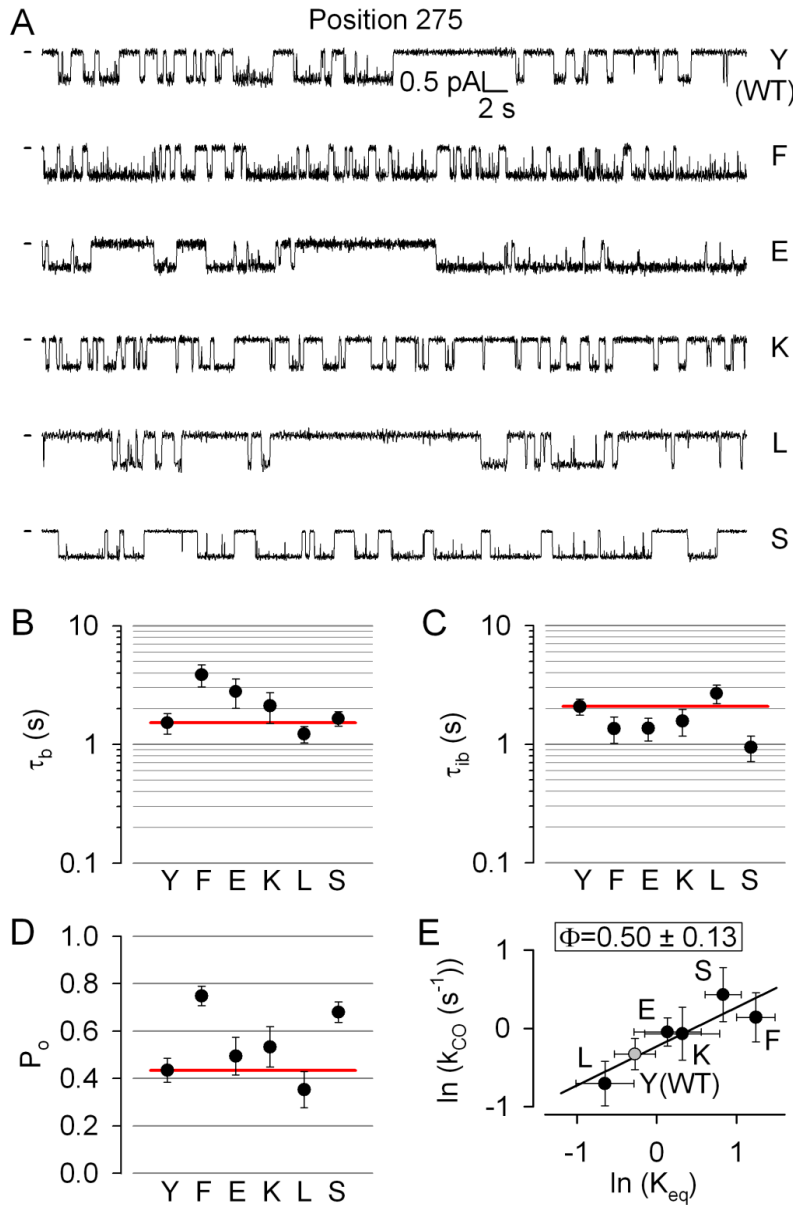 A
Position 275
Y
(WT)
0.5 pA
2 s
F
E
K
L
S
B
C
10
1
0.1
τb (s)
Y F E K L S
10
1
0.1
τib (s)
Y F E K L S
D
E
1.0
0.8
0.6
0.4
0.2
0.0
Po
Y F E K L S
Φ=0.50 ± 0.13
1
0
-1
ln (kCO (s⁻¹))
S
E
F
L
K
Y(WT)
-1 0 1
ln (Keq)